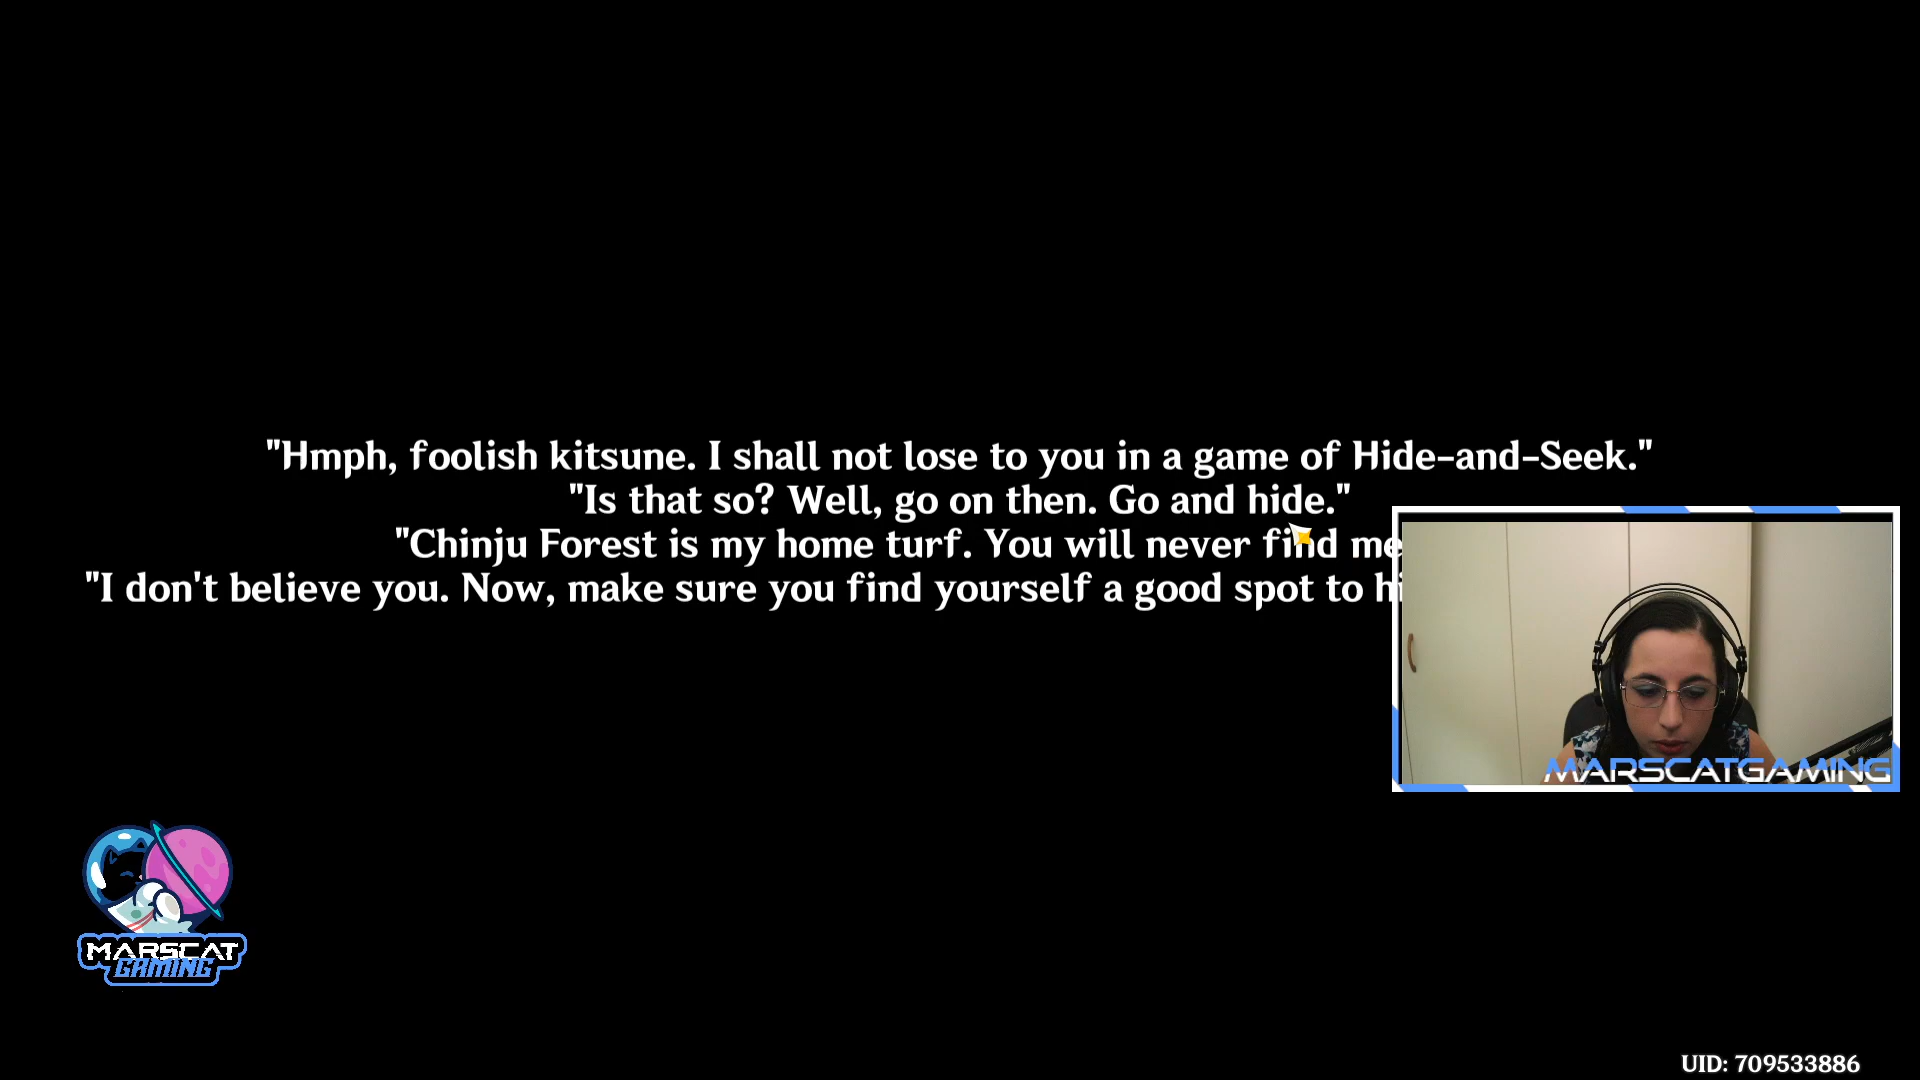 "Hmph, foolish kitsune. I shall not lose to you in a game of Hide-and-Seek."
"Is that so? Well, go on then. Go and hide."
"Chinju Forest is my home turf. You will never find me
"I don't believe you. Now, make sure you find yourself a good spot to
MARSCATGAMING
MARSCAT
GAMING
UID: 709533886